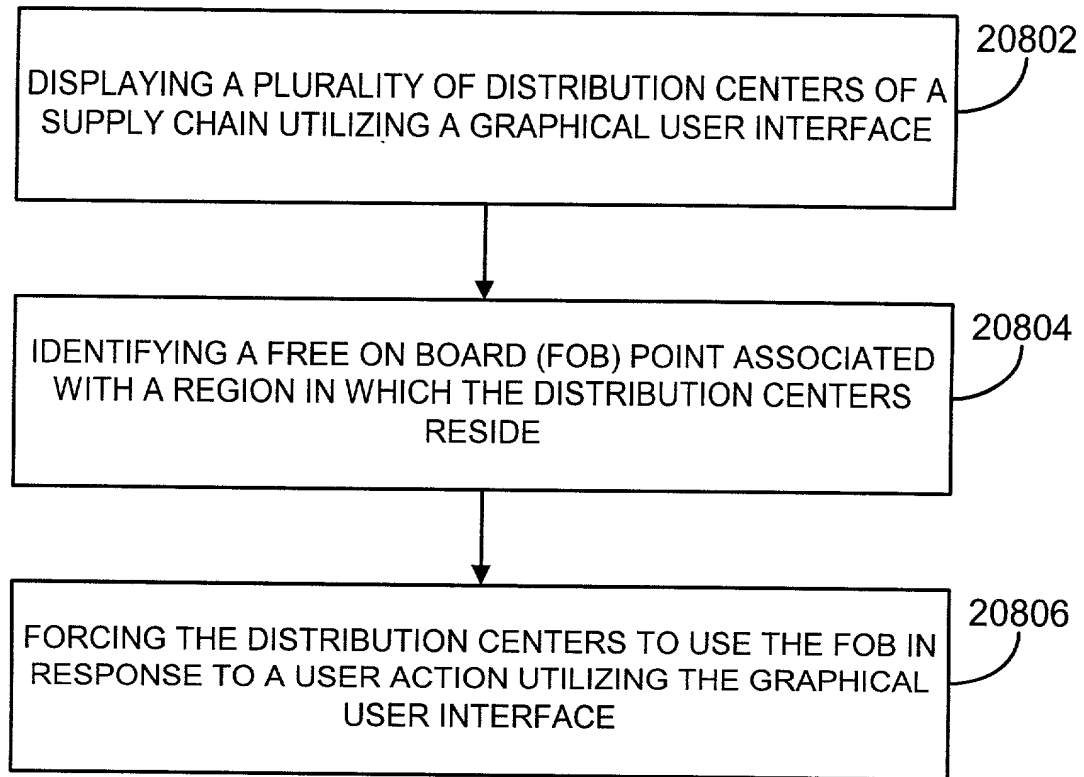 20802
DISPLAYING A PLURALITY OF DISTRIBUTION CENTERS OF A
SUPPLY CHAIN UTILIZING A GRAPHICAL USER INTERFACE
20804
IDENTIFYING A FREE ON BOARD (FOB) POINT ASSOCIATED
WITH A REGION IN WHICH THE DISTRIBUTION CENTERS
RESIDE
20806
FORCING THE DISTRIBUTION CENTERS TO USE THE FOB IN
RESPONSE TO A USER ACTION UTILIZING THE GRAPHICAL
USER INTERFACE